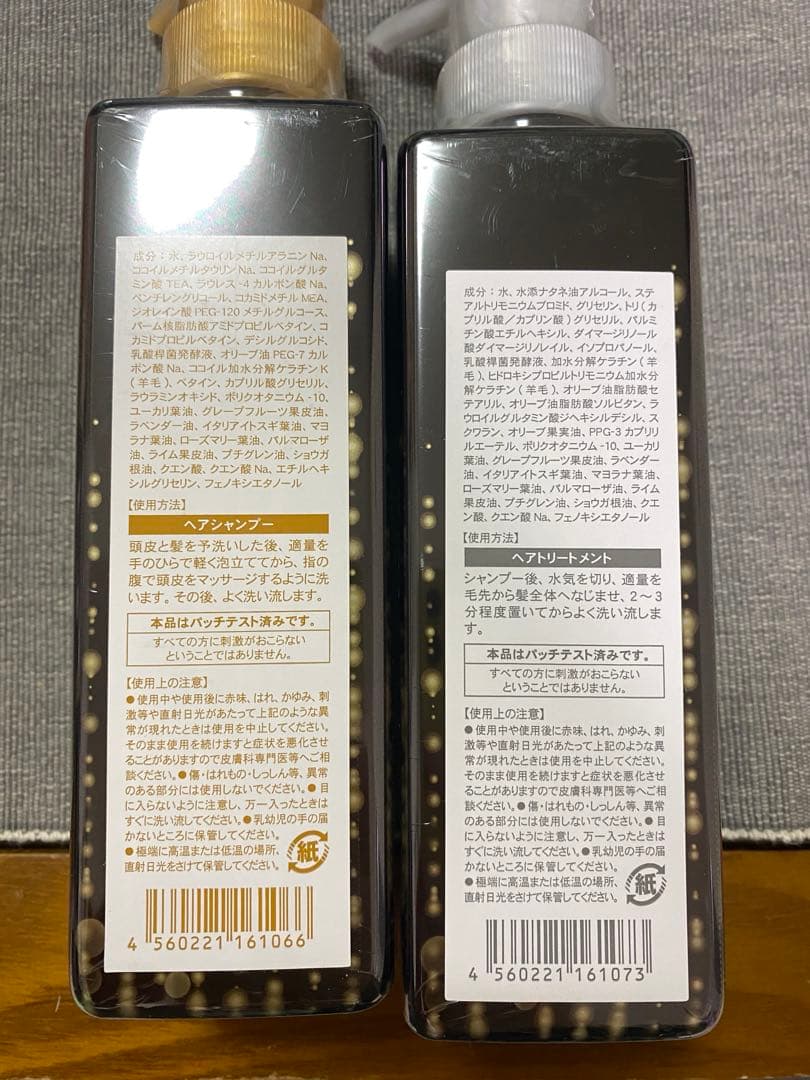 成分：水、ラウロイルメチルアラニンNa、
ココイルメチルタウリンNa、ココイルグルタ
ミン酸TEA、ラウレス-4カルボン酸Na、
ペンチレングリコール、コカミドメチルMEA、
ジオレイン酸PEG-120メチルグルコース、
パーム核脂肪酸アミドプロピルベタイン、コ
カミドプロピルベタイン、デシルグルコシド、
乳酸桿菌発酵液、オリーブ油PEG-7カル
ボン酸Na、ココイル加水分解ケラチンK
(羊毛)、ベタイン、カプリル酸グリセリル、
ラウラミンオキシド、ポリクオタニウム-10、
ユーカリ葉油、グレープフルーツ果皮油、
ラベンダー油、イタリアイトスギ葉油、マヨ
ラナ葉油、ローズマリー葉油、パルマローザ
油、ライム果皮油、プチグレン油、ショウガ
根油、クエン酸、クエン酸Na、エチルヘキ
シルグリセリン、フェノキシエタノール
【使用方法】
ヘアシャンプー
頭皮と髪を予洗いした後、適量を
手のひらで軽く泡立ててから、指の
腹で頭皮をマッサージするように洗
います。その後、よく洗い流します。
本品はパッチテスト済みです。
すべての方に刺激がおこらない
ということではありません。
【使用上の注意】
●使用中や使用後に赤味、はれ、かゆみ、刺
激等や直射日光があたって上記のような異
常が現れたときは使用を中止してください。
そのまま使用を続けますと症状を悪化させ
ることがありますので皮膚科専門医等へご相
談ください。●傷・はれもの・しっしん等、異常
のある部分には使用しないでください。●目
に入らないように注意し、万一入ったときは
すぐに洗い流してください。●乳幼児の手の届
かないところに保管してください。
●極端に高温または低温の場所、
直射日光をさけて保管してください。
紙
4 560221 161066
成分：水、水添ナタネ油アルコール、ステ
アルトリモニウムブロミド、グリセリン、トリ(カ
プリル酸／カプリン酸)グリセリル、パルミ
チン酸エチルヘキシル、ダイマージリノール
酸ダイマージリノレイル、イソプロパノール、
乳酸桿菌発酵液、加水分解ケラチン(羊
毛)、ヒドロキシプロピルトリモニウム加水分
解ケラチン(羊毛)、オリーブ油脂肪酸セ
テアリル、オリーブ油脂肪酸ソルビタン、ラ
ウロイルグルタミン酸ジヘキシルデシル、ス
クワラン、オリーブ果実油、PPG-3カプリリ
ルエーテル、ポリクオタニウム-10、ユーカリ
葉油、グレープフルーツ果皮油、ラベンダー
油、イタリアイトスギ葉油、マヨラナ葉油、
ローズマリー葉油、パルマローザ油、ライム
果皮油、プチグレン油、ショウガ根油、クエ
ン酸、クエン酸Na、フェノキシエタノール
【使用方法】
ヘアトリートメント
シャンプー後、水気を切り、適量を
毛先から髪全体へなじませ、2〜3
分程度置いてからよく洗い流しま
す。
本品はパッチテスト済みです。
すべての方に刺激がおこらない
ということではありません。
【使用上の注意】
●使用中や使用後に赤味、はれ、かゆみ、刺
激等や直射日光があたって上記のような異
常が現れたときは使用を中止してください。
そのまま使用を続けますと症状を悪化させ
ることがありますので皮膚科専門医等へご相
談ください。●傷・はれもの・しっしん等、異常
のある部分には使用しないでください。●目
に入らないように注意し、万一入ったときは
すぐに洗い流してください。●乳幼児の手の届
かないところに保管してください。
●極端に高温または低温の場所、
直射日光をさけて保管してください。
紙
4 560221 161073